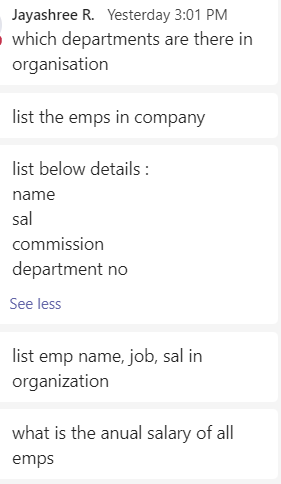 Jayashree R. Yesterday 3:01 PM
which departments are there in
organisation
list the emps in company
list below details :
name
sal
commission
department no
See less
list emp name, job, sal in
organization
what is the anual salary of all
emps